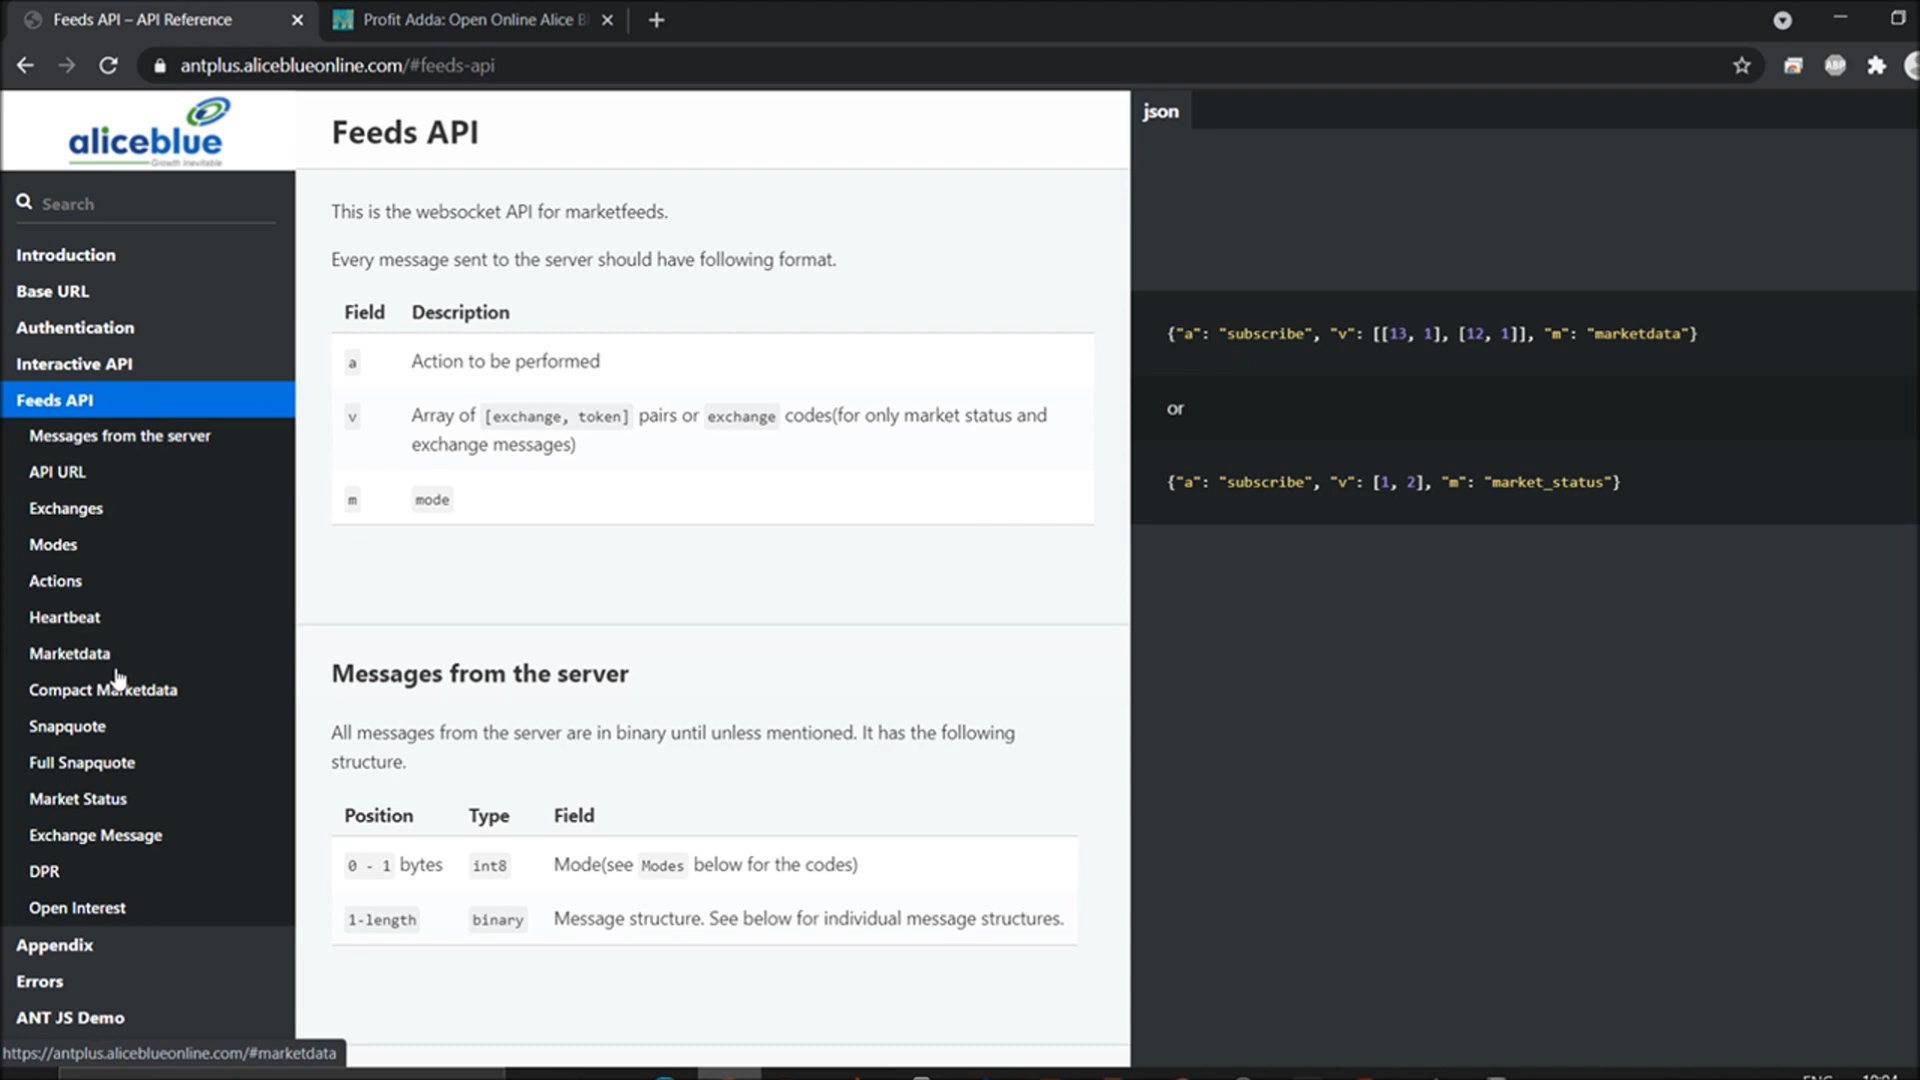 Feeds API – API Reference
Profit Adda: Open Online Alice B
antplus.aliceblueonline.com/#feeds-api
ABP
aliceblue
Growth Inevitable
Search
Introduction
Base URL
Authentication
Interactive API
Feeds API
Messages from the server
API URL
Exchanges
Modes
Actions
Heartbeat
Marketdata
Compact Marketdata
Snapquote
Full Snapquote
Market Status
Exchange Message
DPR
Open Interest
Appendix
Errors
ANT JS Demo
https://antplus.aliceblueonline.com/#marketdata
Feeds API
This is the websocket API for marketfeeds.
Every message sent to the server should have following format.
Field Description
a Action to be performed
v Array of [exchange, token] pairs or exchange codes(for only market status and
exchange messages)
m mode
Messages from the server
All messages from the server are in binary until unless mentioned. It has the following
structure.
Position Type Field
0 - 1 bytes int8 Mode(see Modes below for the codes)
1-length binary Message structure. See below for individual message structures.
json
{"a": "subscribe", "v": [[13, 1], [12, 1]], "m": "marketdata"}
or
{"a": "subscribe", "v": [1, 2], "m": "market_status"}